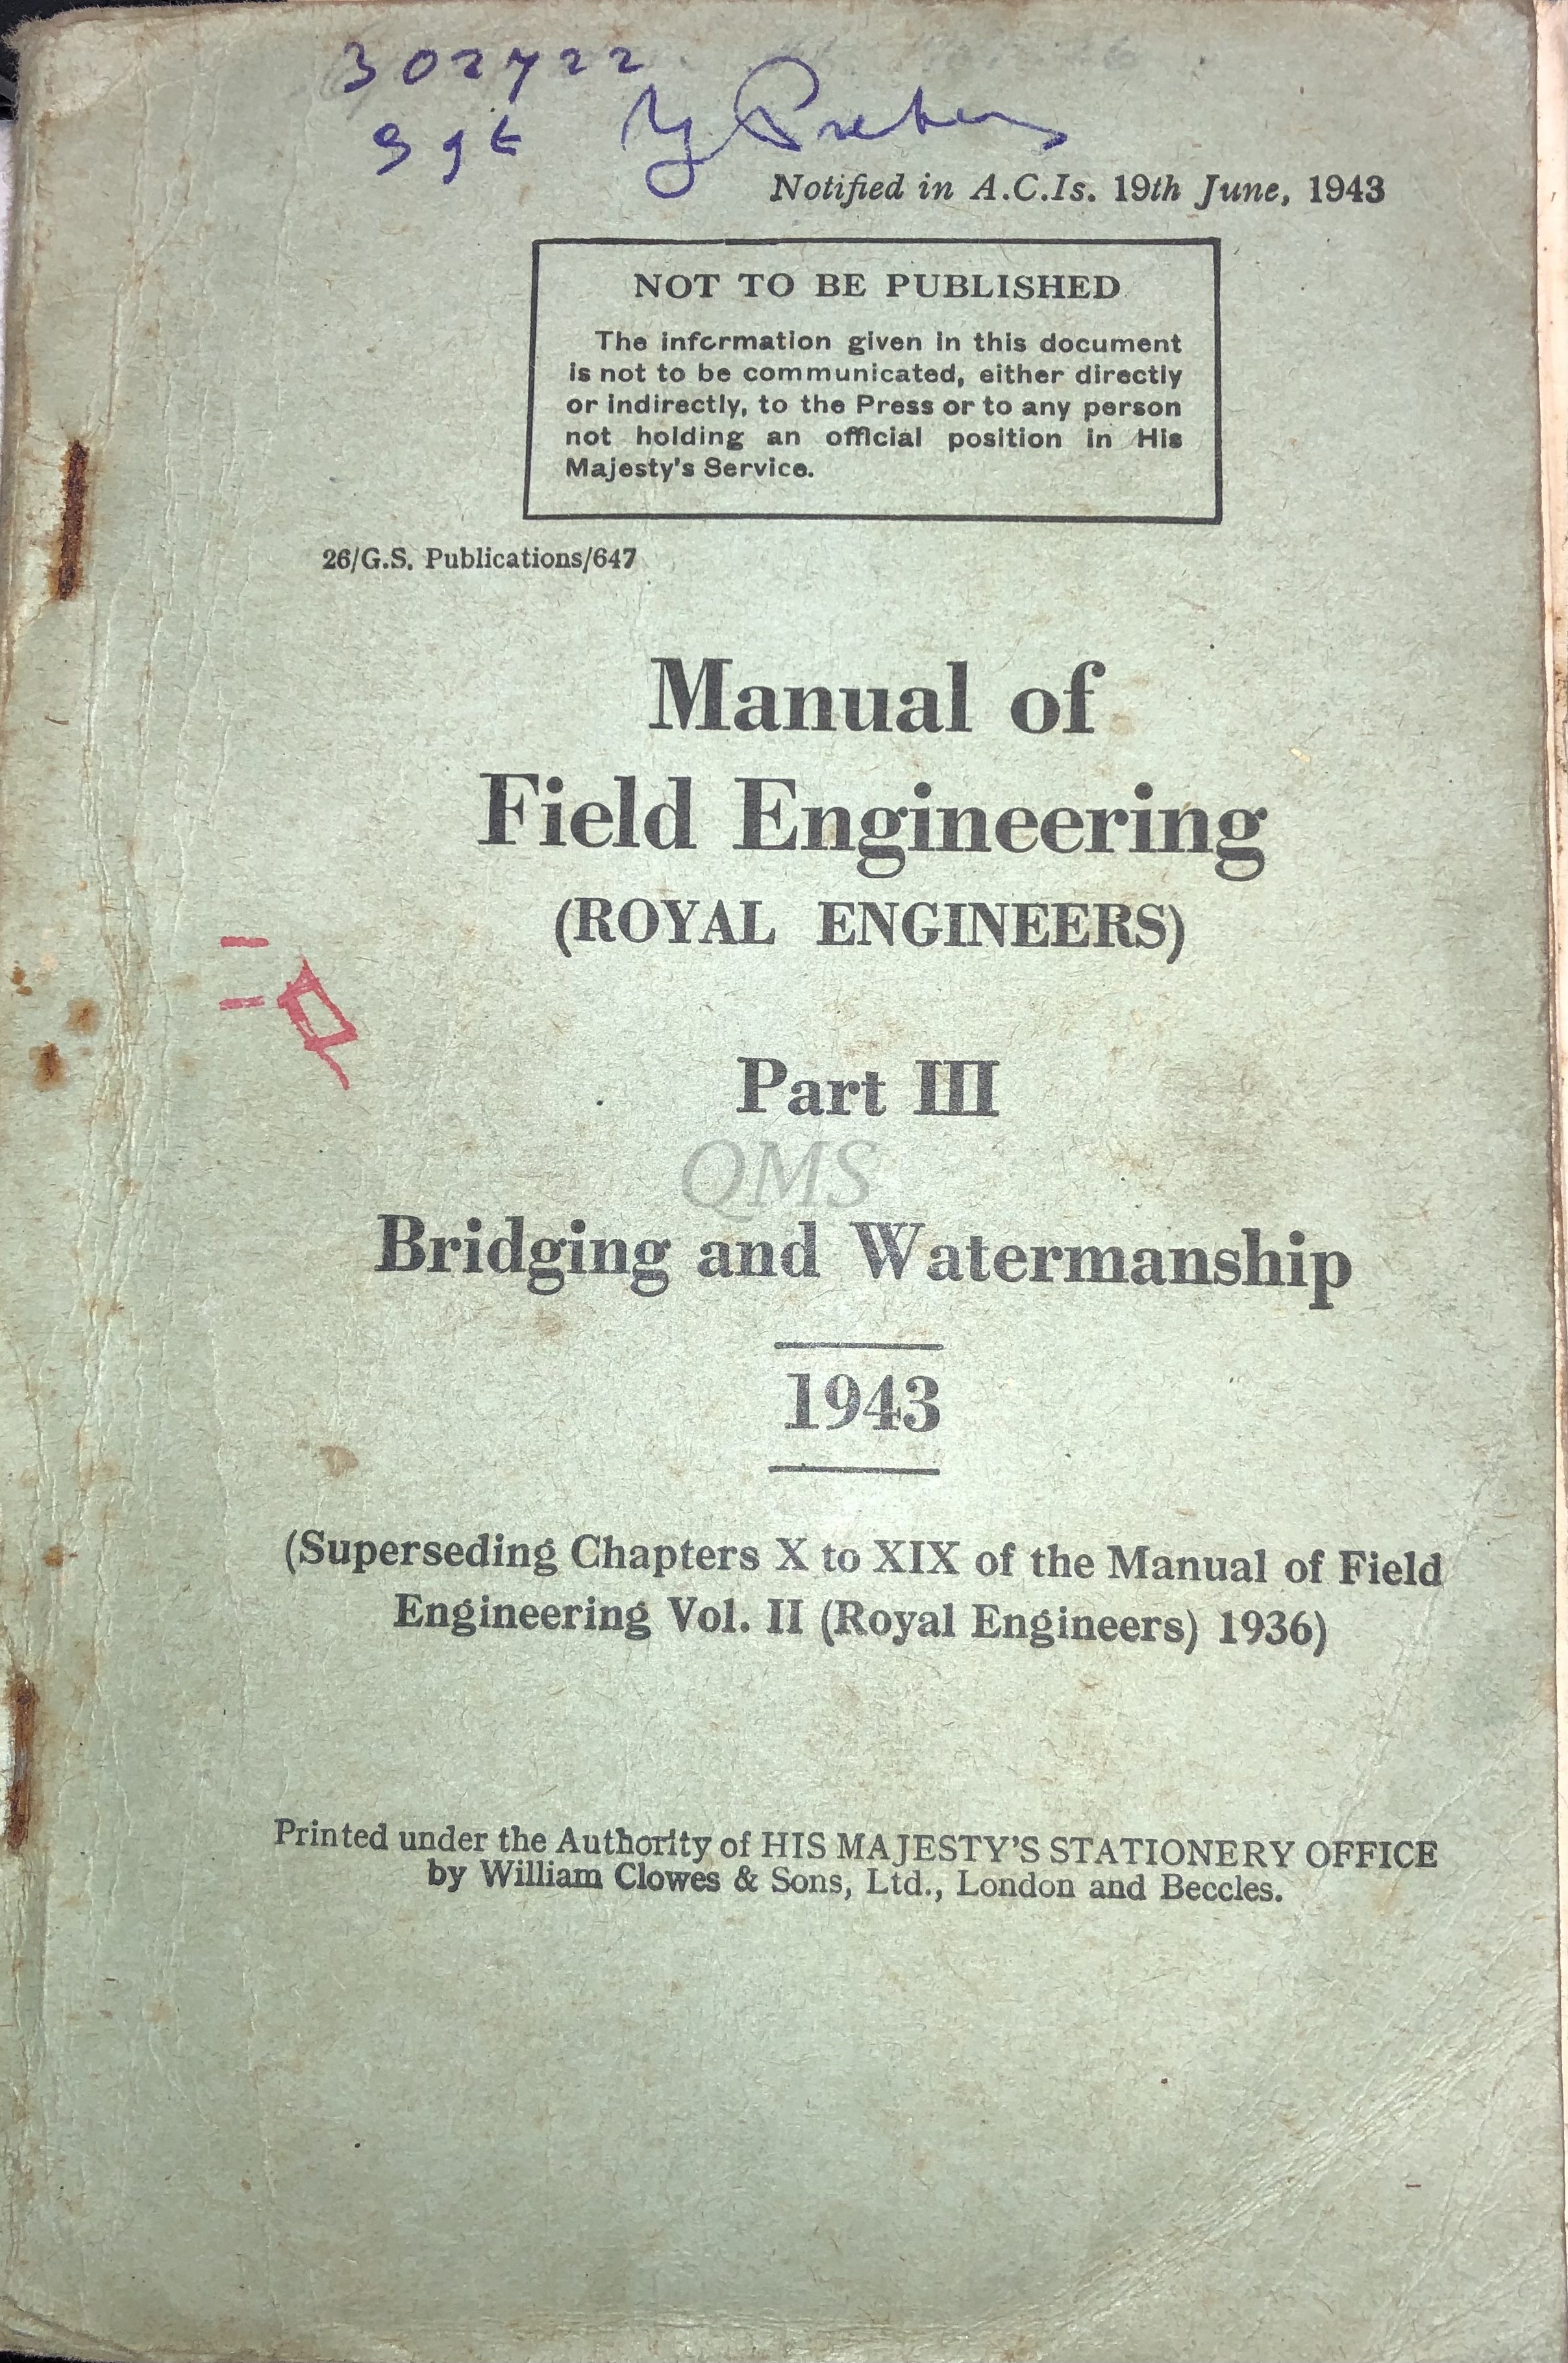 302722
Sgt
Notified in A.C.Is. 19th June, 1943
NOT TO BE PUBLISHED
The information given in this document
is not to be communicated, either directly
or indirectly, to the Press or to any person
not holding an official position in His
Majesty's Service.
26/G.S. Publications/647
Manual of
Field Engineering
(ROYAL ENGINEERS)
Part III
QMS
Bridging and Watermanship
1943
(Superseding Chapters X to XIX of the Manual of Field
Engineering Vol. II (Royal Engineers) 1936)
Printed under the Authority of HIS MAJESTY'S STATIONERY OFFICE
by William Clowes & Sons, Ltd., London and Beccles.